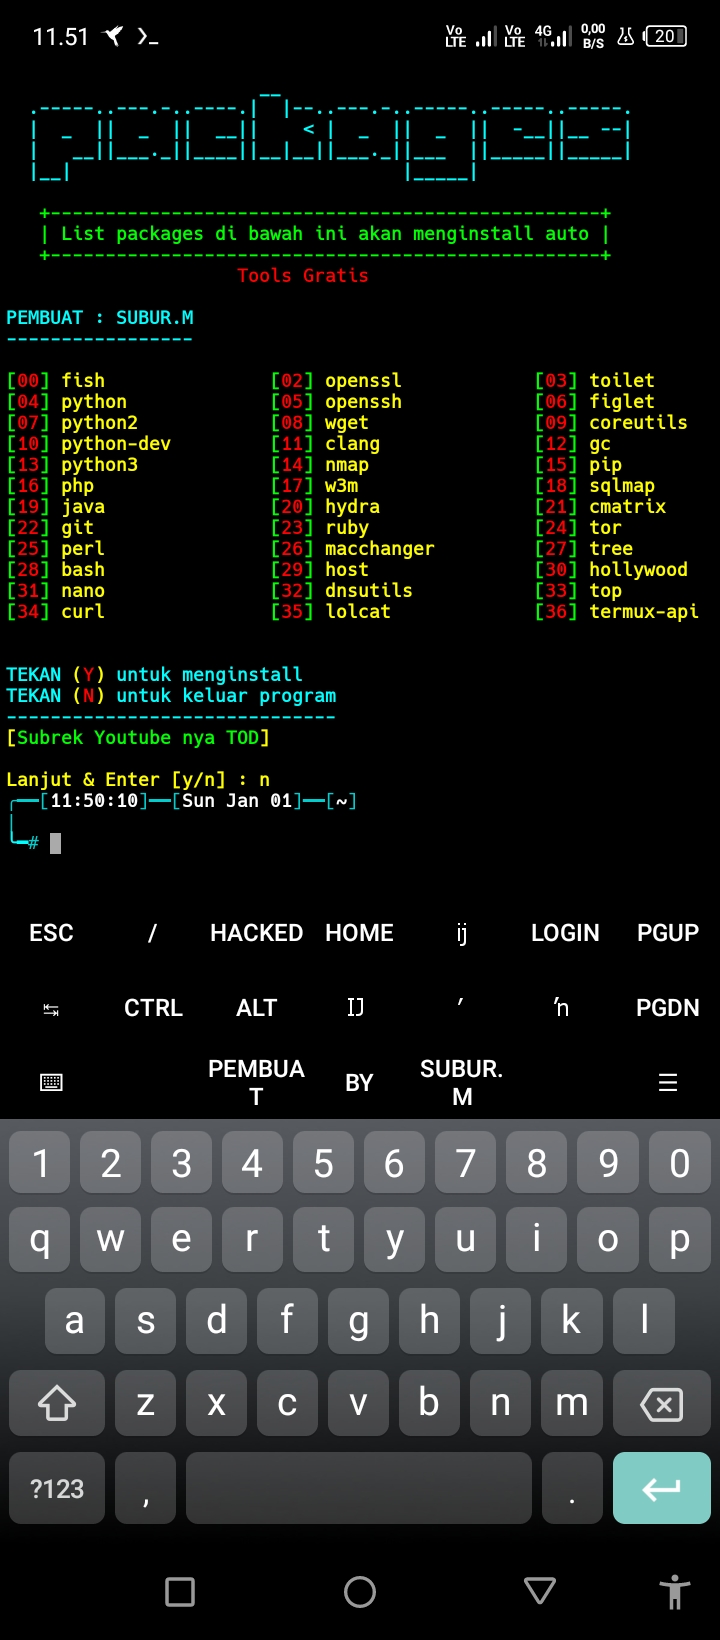 11.51
Vo LTE Vo LTE 4G 0,00 B/S 20
packages
List packages di bawah ini akan menginstall auto
Tools Gratis
PEMBUAT : SUBUR.M
-----------------
[00] fish [02] openssl [03] toilet
[04] python [05] openssh [06] figlet
[07] python2 [08] wget [09] coreutils
[10] python-dev [11] clang [12] gc
[13] python3 [14] nmap [15] pip
[16] php [17] w3m [18] sqlmap
[19] java [20] hydra [21] cmatrix
[22] git [23] ruby [24] tor
[25] perl [26] macchanger [27] tree
[28] bash [29] host [30] hollywood
[31] nano [32] dnsutils [33] top
[34] curl [35] lolcat [36] termux-api
TEKAN (Y) untuk menginstall
TEKAN (N) untuk keluar program
------------------------------
[Subrek Youtube nya TOD]
Lanjut & Enter [y/n] : n
[11:50:10]—[Sun Jan 01]—[~]
#
ESC / HACKED HOME ij LOGIN PGUP
CTRL ALT IJ ′ ŉ PGDN
PEMBUAT BY SUBUR.M
1 2 3 4 5 6 7 8 9 0
q w e r t y u i o p
a s d f g h j k l
z x c v b n m
?123 , .